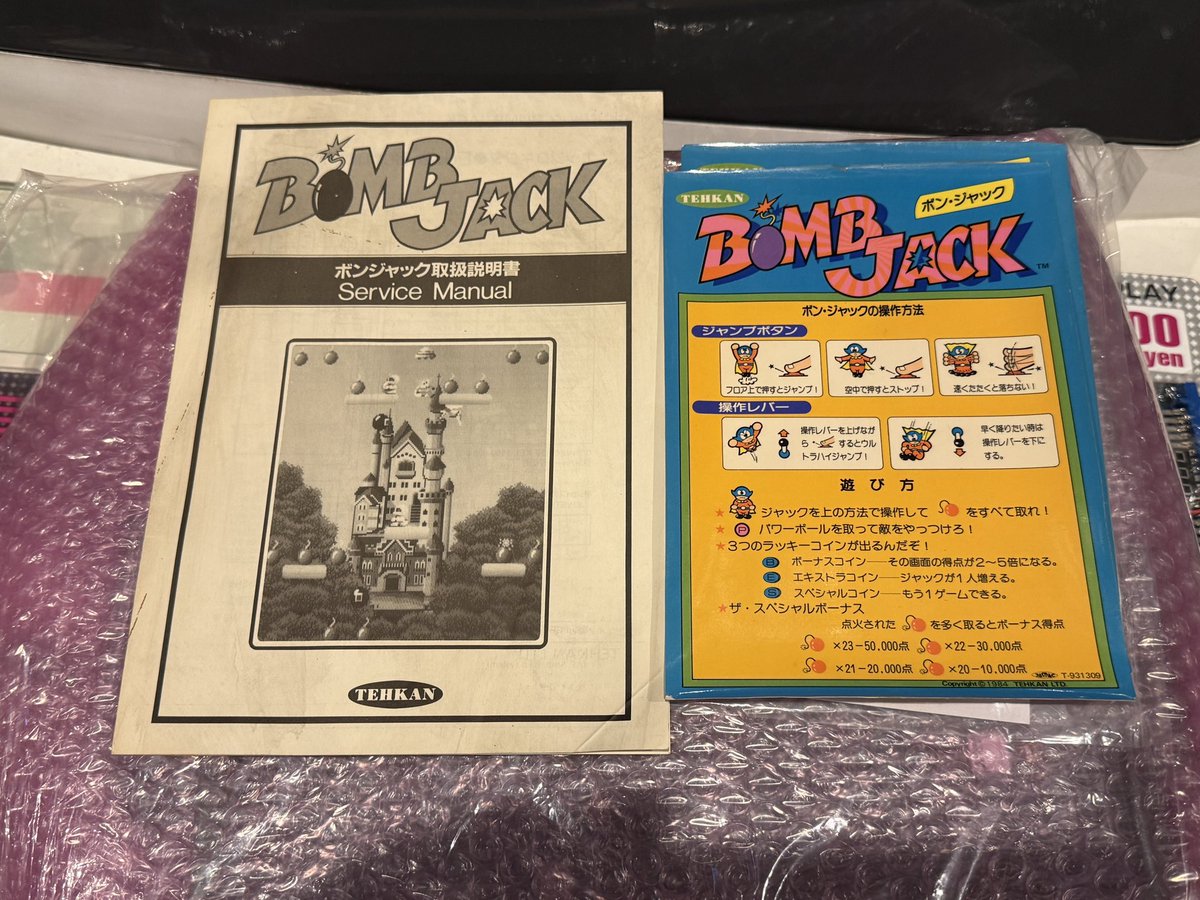 BOMB JACK
ボンジャック取扱説明書
Service Manual
TEHKAN
TEHKAN
ボン・ジャック
BOMB JACK
TM
ボン・ジャックの操作方法
ジャンプボタン
フロア上で押すとジャンプ!
空中で押すとストップ!
速くたたくと落ちない!
操作レバー
操作レバーを上げなが
ら するとウル
トラハイジャンプ!
早く降りたい時は
操作レバーを下に
する。
遊び方
★ ジャックを上の方法で操作して をすべて取れ!
★ P パワーボールを取って敵をやっつけろ!
★3つのラッキーコインが出るんだぞ!
B ボーナスコイン──その画面の得点が2〜5倍になる。
E エキストラコイン──ジャックが1人増える。
S スペシャルコイン──もう1ゲームできる。
★ザ・スペシャルボーナス
点火された を多く取るとボーナス得点
×23-50.000点 ×22-30.000点
×21-20.000点 ×20-10.000点
T-931309
Copyright © 1984 TEHKAN LTD
PLAY
00
yen